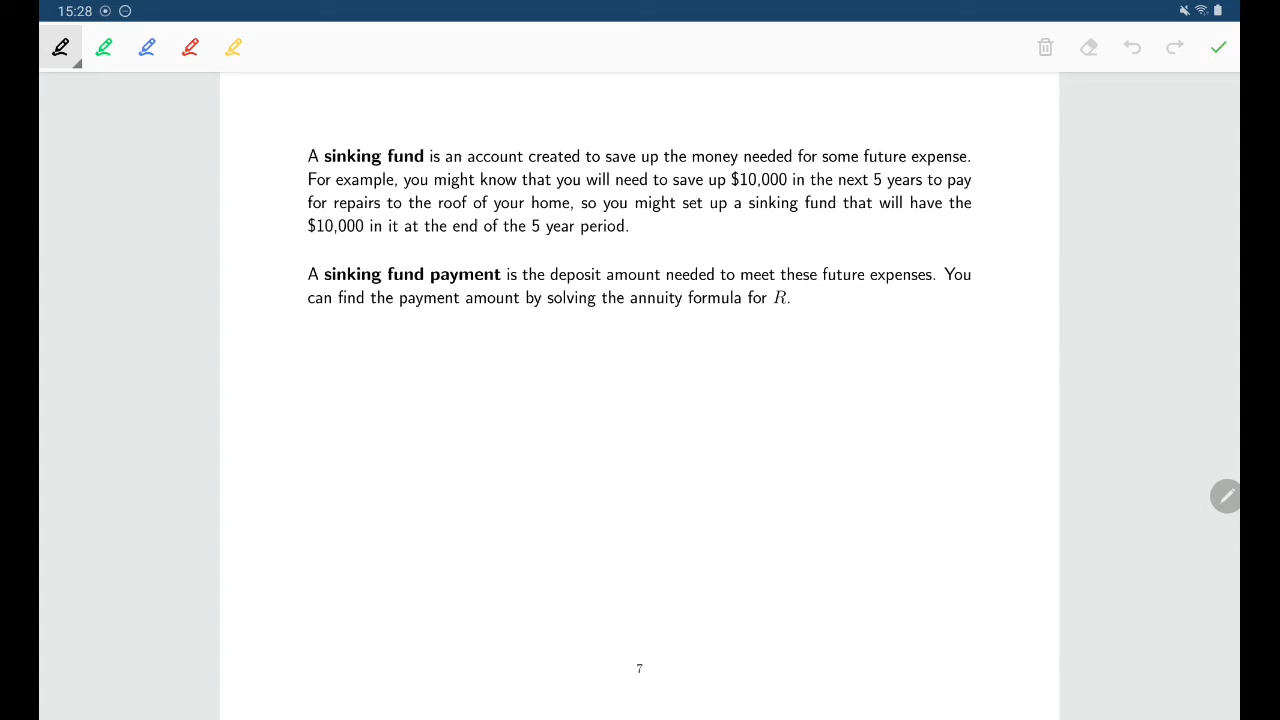 15:28
A sinking fund is an account created to save up the money needed for some future expense.
For example, you might know that you will need to save up $10,000 in the next 5 years to pay
for repairs to the roof of your home, so you might set up a sinking fund that will have the
$10,000 in it at the end of the 5 year period.
A sinking fund payment is the deposit amount needed to meet these future expenses. You
can find the payment amount by solving the annuity formula for R.
7